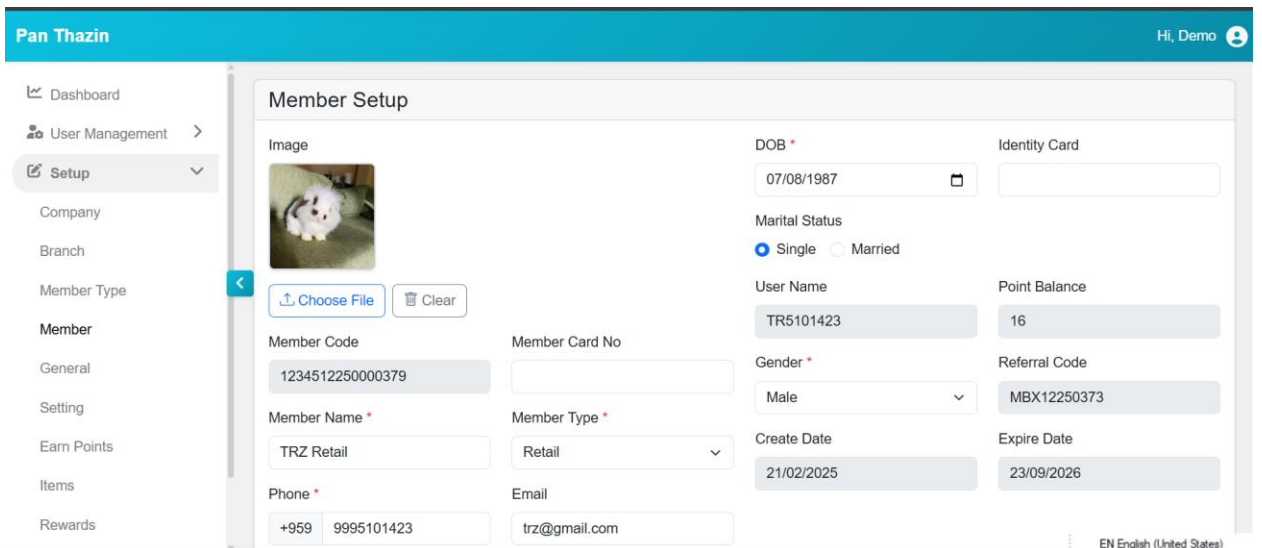 Pan Thazin
Hi, Demo
Dashboard
User Management
Setup
Company
Branch
Member Type
Member
General
Setting
Earn Points
Items
Rewards
Member Setup
Image
Choose File
Clear
Member Code
Member Card No
1234512250000379
Member Name *
Member Type *
TRZ Retail
Retail
Phone *
Email
+959
9995101423
trz@gmail.com
DOB *
Identity Card
07/08/1987
Marital Status
Single
Married
User Name
Point Balance
TR5101423
16
Gender *
Referral Code
Male
MBX12250373
Create Date
Expire Date
21/02/2025
23/09/2026
EN English (United States)